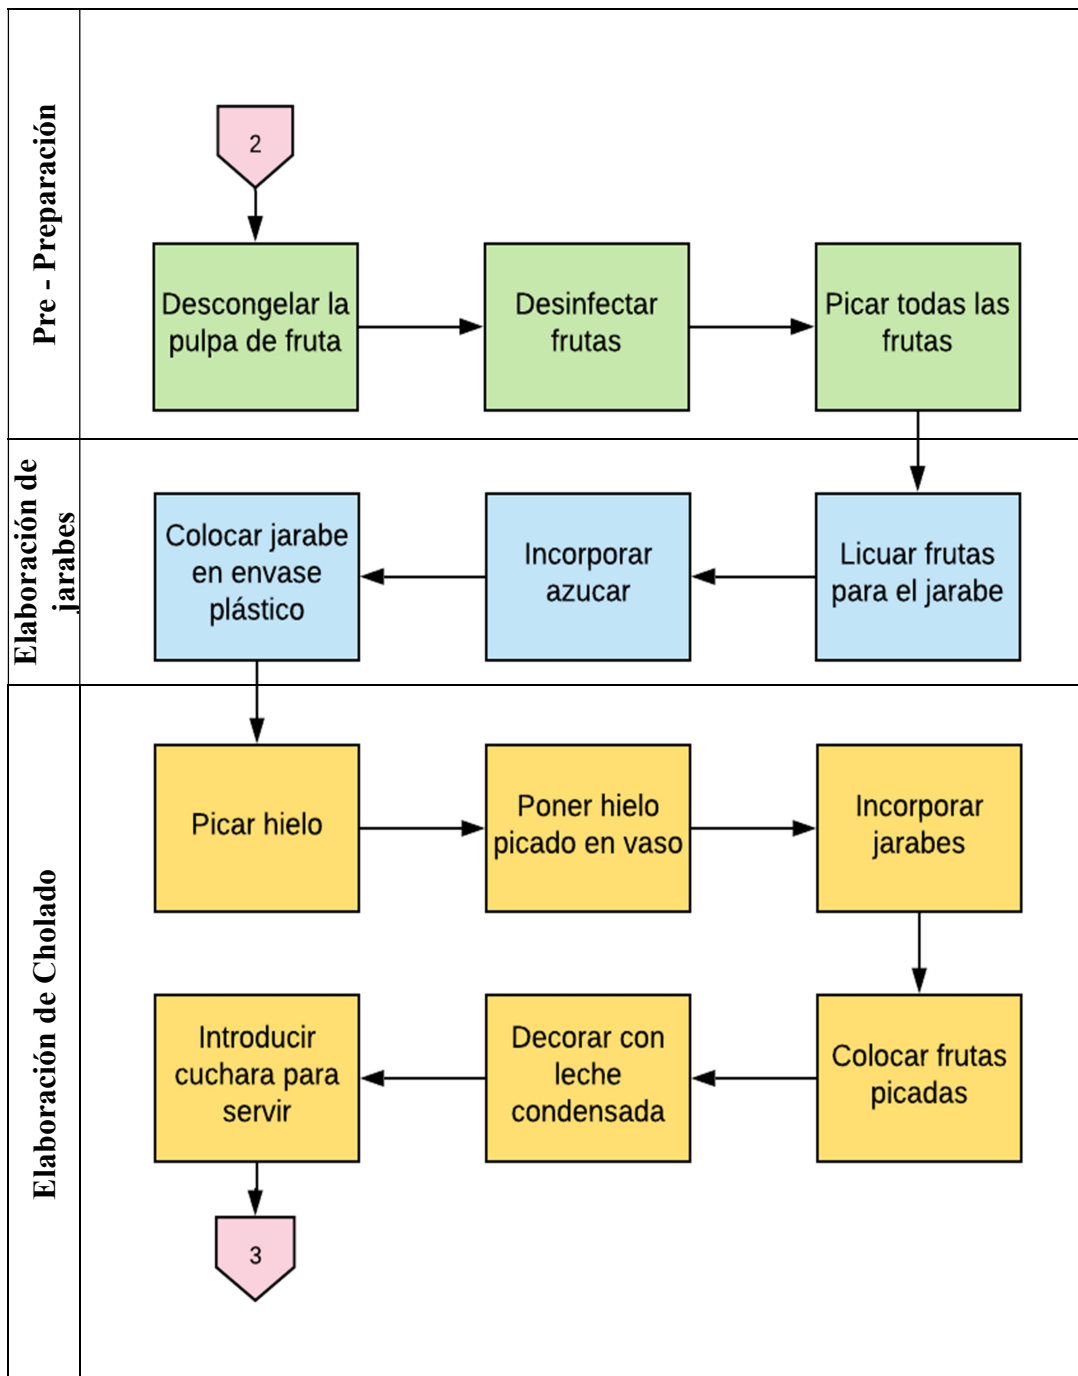 Pre - Preparación
2
Descongelar la
pulpa de fruta
Desinfectar
frutas
Picar todas las
frutas
Elaboración de
jarabes
Licuar frutas
para el jarabe
Incorporar
azucar
Colocar jarabe
en envase
plástico
Elaboración de Cholado
Picar hielo
Poner hielo
picado en vaso
Incorporar
jarabes
Colocar frutas
picadas
Decorar con
leche
condensada
Introducir
cuchara para
servir
3